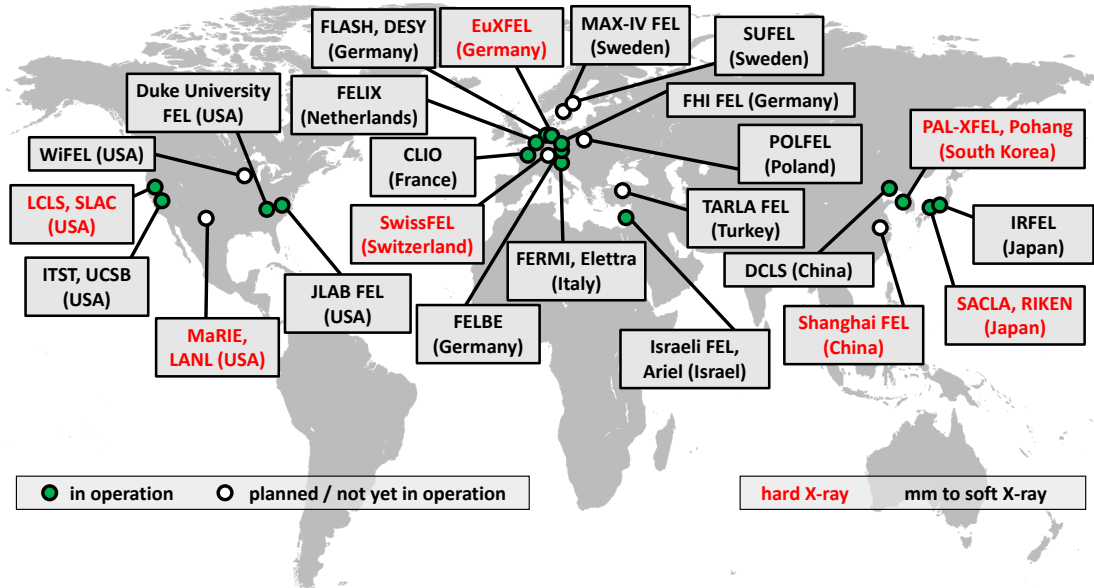 FLASH, DESY
(Germany)
EuXFEL
(Germany)
MAX-IV FEL
(Sweden)
SUFEL
(Sweden)
Duke University
FEL (USA)
FELIX
(Netherlands)
FHI FEL (Germany)
PAL-XFEL, Pohang
(South Korea)
WiFEL (USA)
CLIO
(France)
POLFEL
(Poland)
LCLS, SLAC
(USA)
SwissFEL
(Switzerland)
TARLA FEL
(Turkey)
IRFEL
(Japan)
ITST, UCSB
(USA)
JLAB FEL
(USA)
FERMI, Elettra
(Italy)
DCLS (China)
MaRIE,
LANL (USA)
FELBE
(Germany)
Israeli FEL,
Ariel (Israel)
Shanghai FEL
(China)
SACLA, RIKEN
(Japan)
in operation
planned / not yet in operation
hard X-ray
mm to soft X-ray